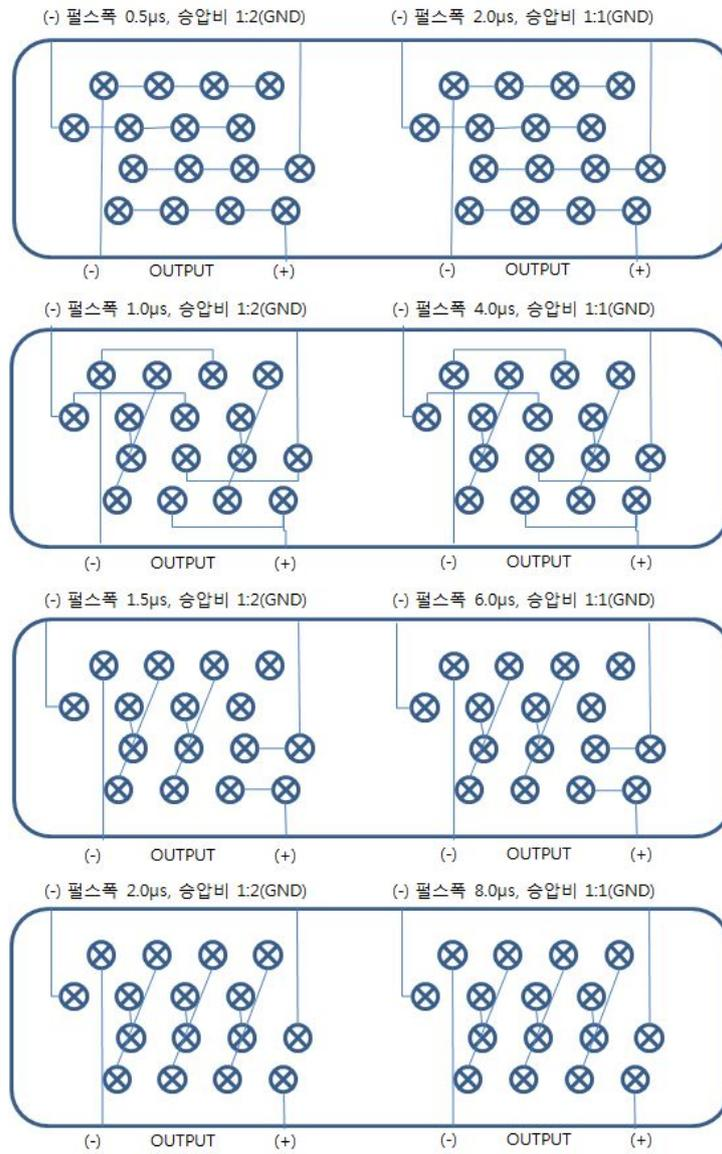 (-) 펄스폭 0.5μs, 승압비 1:2(GND) (-) 펄스폭 2.0μs, 승압비 1:1(GND)
(-) OUTPUT (+) (-) OUTPUT (+)
(-) 펄스폭 1.0μs, 승압비 1:2(GND) (-) 펄스폭 4.0μs, 승압비 1:1(GND)
(-) OUTPUT (+) (-) OUTPUT (+)
(-) 펄스폭 1.5μs, 승압비 1:2(GND) (-) 펄스폭 6.0μs, 승압비 1:1(GND)
(-) OUTPUT (+) (-) OUTPUT (+)
(-) 펄스폭 2.0μs, 승압비 1:2(GND) (-) 펄스폭 8.0μs, 승압비 1:1(GND)
(-) OUTPUT (+) (-) OUTPUT (+)